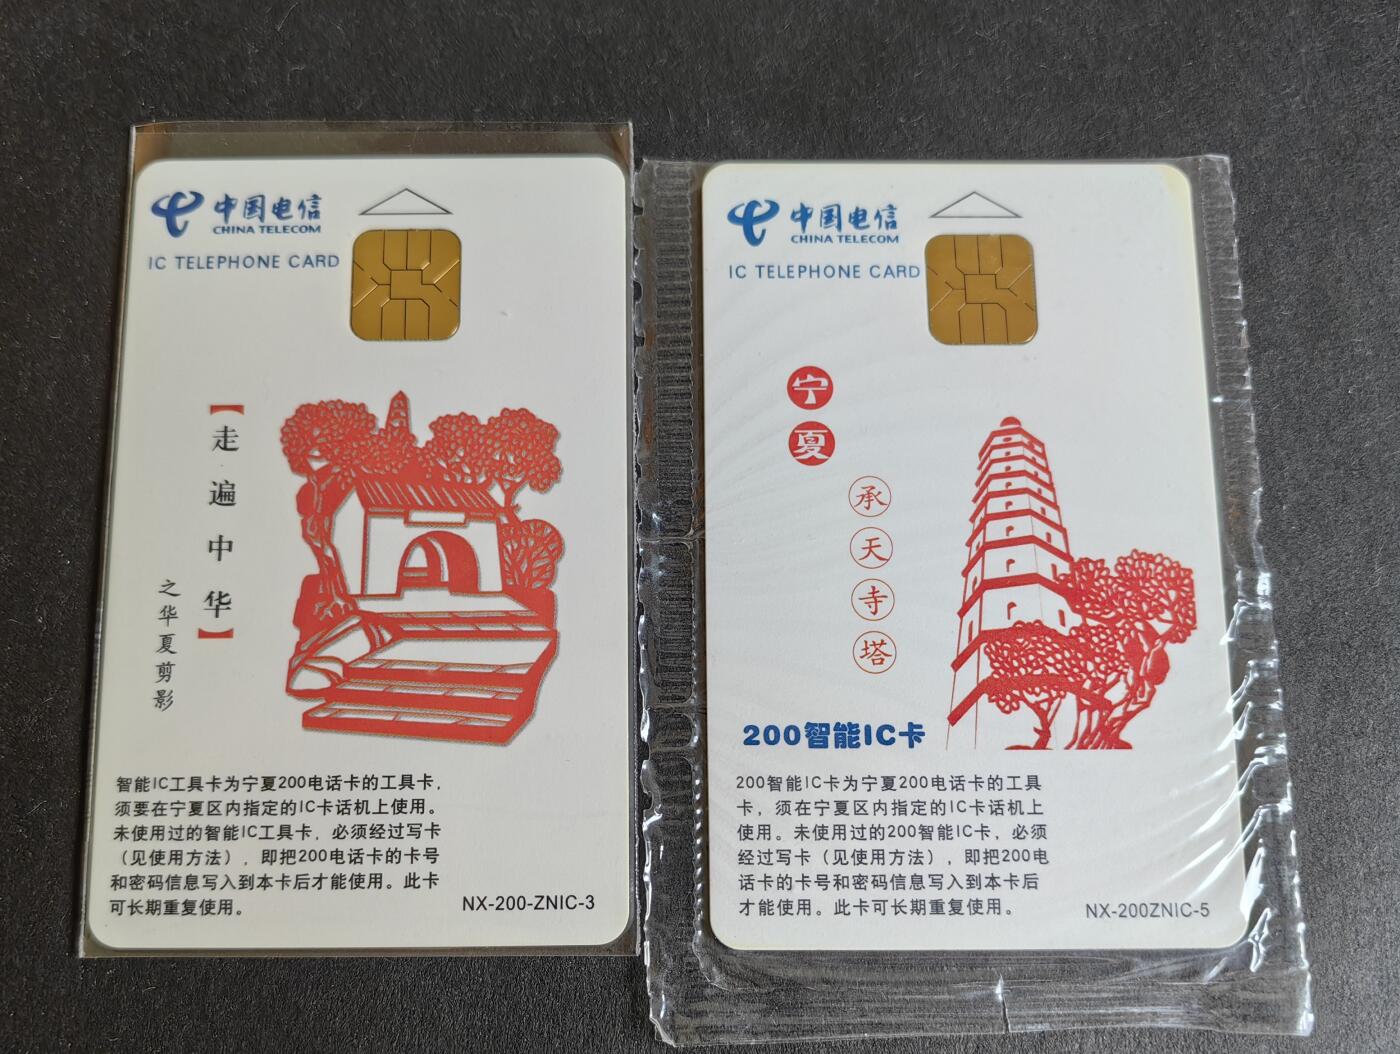 中国电信
CHINA TELECOM
IC TELEPHONE CARD
【走遍中华】
之华夏剪影
智能IC工具卡为宁夏200电话卡的工具卡，
须要在宁夏区内指定的IC卡话机上使用。
未使用过的智能IC工具卡，必须经过写卡
（见使用方法），即把200电话卡的卡号
和密码信息写入到本卡后才能使用。此卡
可长期重复使用。
NX-200-ZNIC-3
中国电信
CHINA TELECOM
IC TELEPHONE CARD
宁夏
承天寺塔
200智能IC卡
200智能IC卡为宁夏200电话卡的工具
卡，须在宁夏区内指定的IC卡话机上
使用。未使用过的200智能IC卡，必须
经过写卡（见使用方法），即把200电
话卡的卡号和密码信息写入到本卡后
才能使用。此卡可长期重复使用。
NX-200ZNIC-5